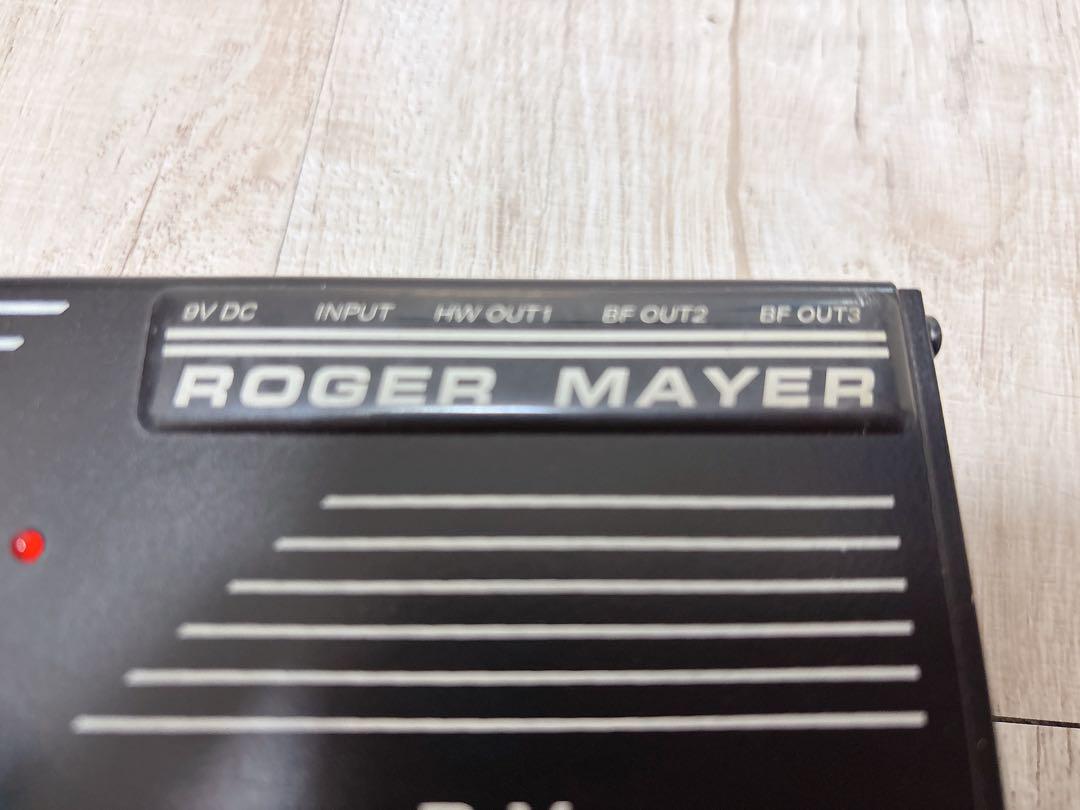 9V DC INPUT HW OUT1 BF OUT2 BF OUT3
ROGER MAYER